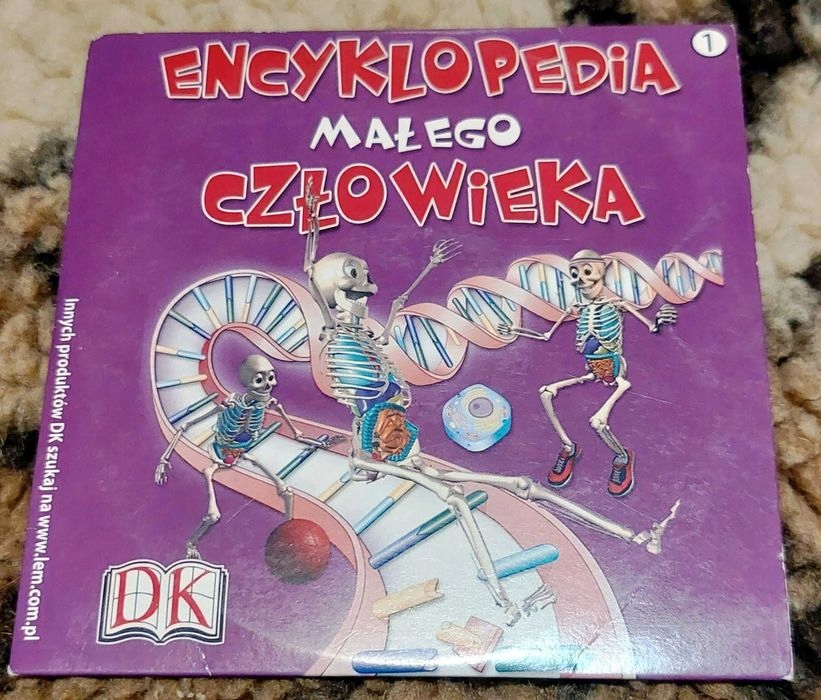 ENCYKLOPEDiA
1
MAŁEGO
CZŁOWiEKA
Innych produktów DK szukaj na www.lem.com.pl
DK